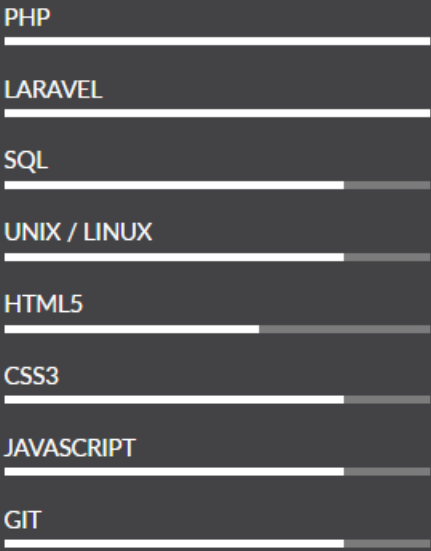 PHP
LARAVEL
SQL
UNIX / LINUX
HTML5
CSS3
JAVASCRIPT
GIT